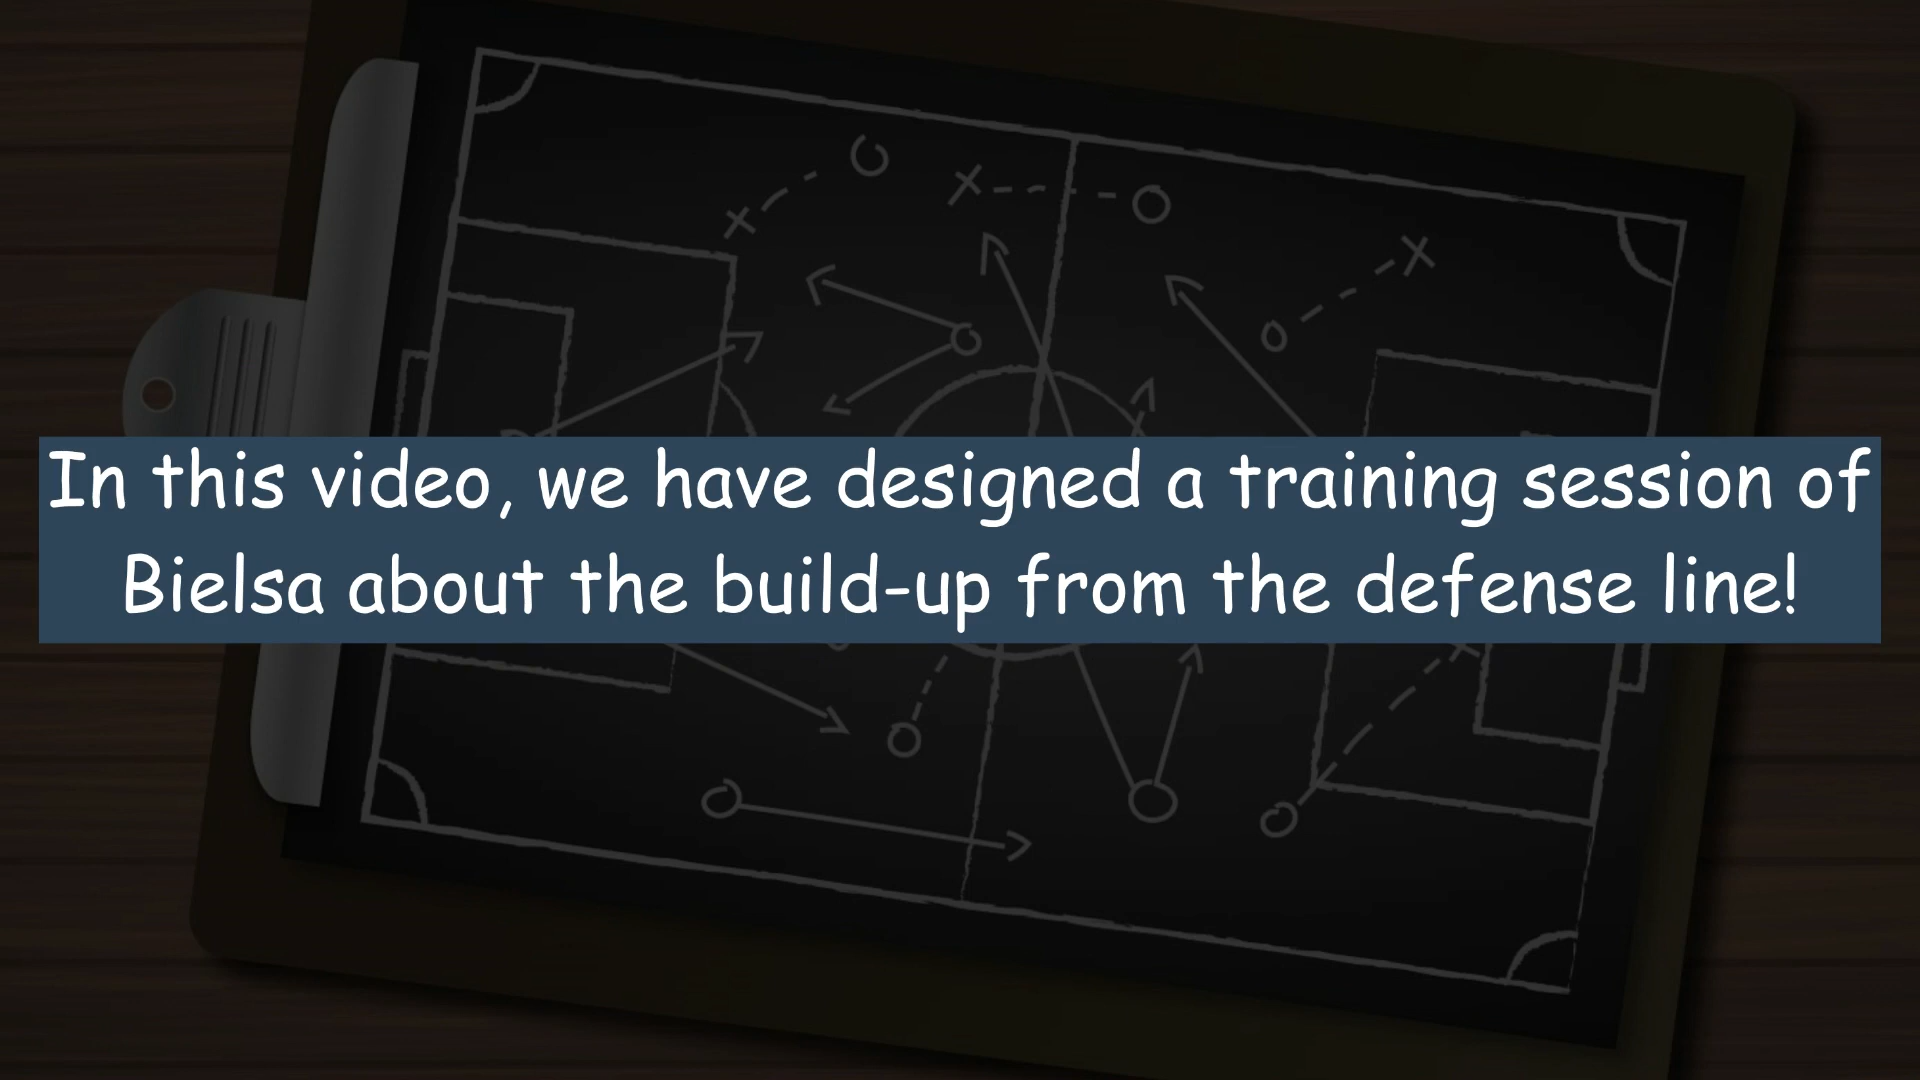 In this video, we have designed a training session of
Bielsa about the build-up from the defense line!